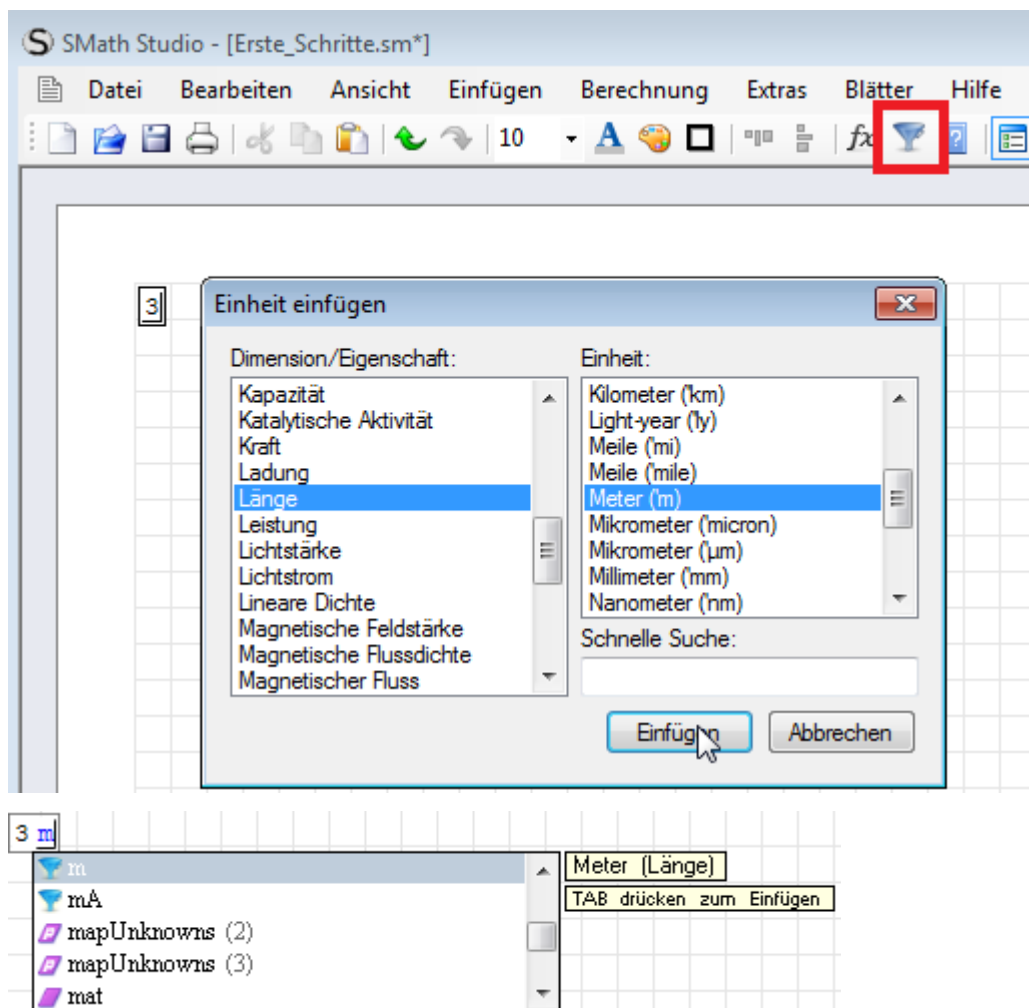 SMath Studio - [Erste_Schritte.sm*]
Datei Bearbeiten Ansicht Einfügen Berechnung Extras Blätter Hilfe
10 A fx ?
3
Einheit einfügen
Dimension/Eigenschaft:
Kapazität
Katalytische Aktivität
Kraft
Ladung
Länge
Leistung
Lichtstärke
Lichtstrom
Lineare Dichte
Magnetische Feldstärke
Magnetische Flussdichte
Magnetischer Fluss
Einheit:
Kilometer ('km)
Light-year ('ly)
Meile ('mi)
Meile ('mile)
Meter ('m)
Mikrometer ('micron)
Mikrometer ('µm)
Millimeter ('mm)
Nanometer ('nm)
Schnelle Suche:
Einfügen Abbrechen
3 m
m
mA
mapUnknowns (2)
mapUnknowns (3)
mat
Meter (Länge)
TAB drücken zum Einfügen